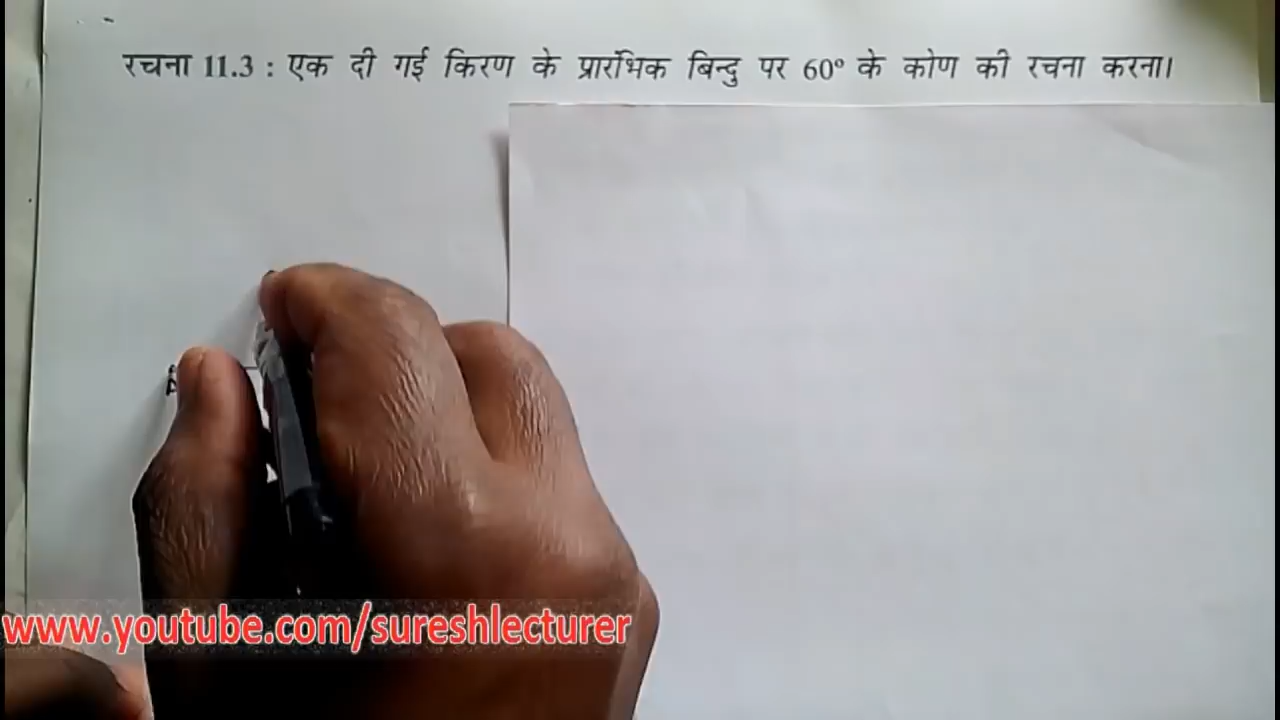 रचना 11.3 : एक दी गई किरण के प्रारंभिक बिन्दु पर 60° के कोण की रचना करना।
A
www.youtube.com/sureshlecturer